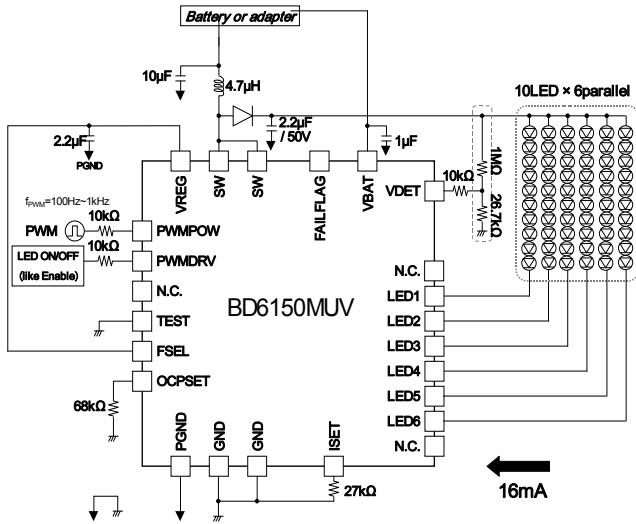 Battery or adapter
10µF
4.7µH
2.2µF
/ 50V
10LED × 6parallel
2.2µF
PGND
1µF
1MΩ
10kΩ
26.7kΩ
VREG
SW
SW
FAILFLAG
VBAT
VDET
fPWM=100Hz~1kHz
10kΩ
PWM
PWMPOW
10kΩ
LED ON/OFF
(like Enable)
PWMDRV
N.C.
N.C.
BD6150MUV
LED1
TEST
LED2
FSEL
LED3
OCPSET
LED4
68kΩ
LED5
LED6
PGND
GND
GND
ISET
N.C.
27kΩ
16mA